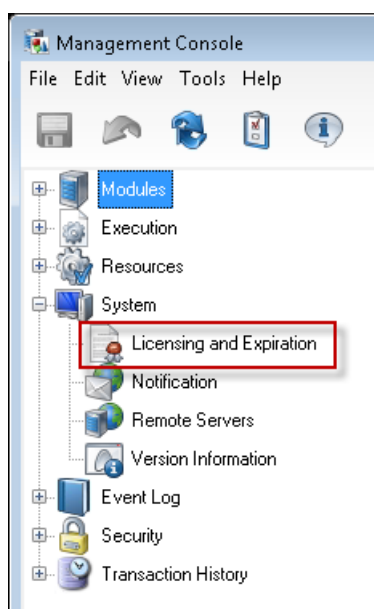 Management Console
File Edit View Tools Help
Modules
Execution
Resources
System
Licensing and Expiration
Notification
Remote Servers
Version Information
Event Log
Security
Transaction History